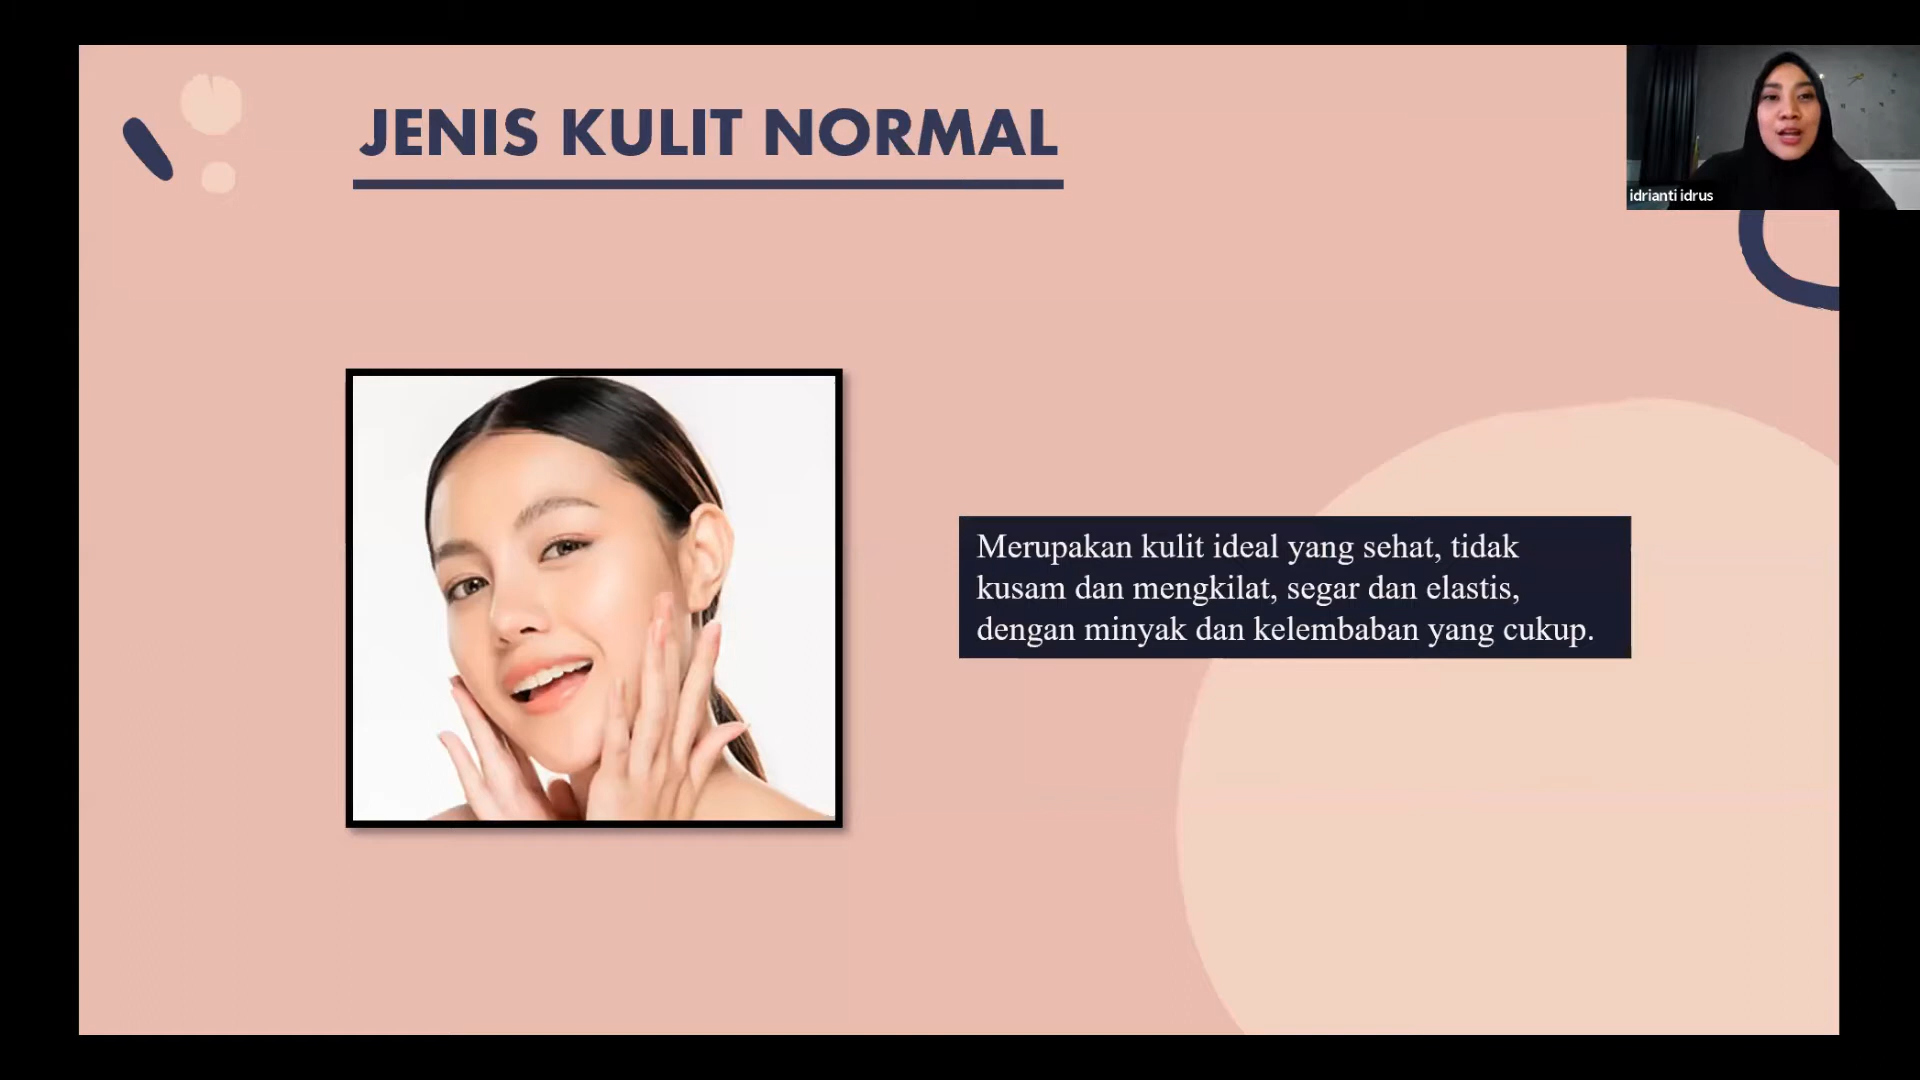 JENIS KULIT NORMAL
idrianti idrus
Merupakan kulit ideal yang sehat, tidak
kusam dan mengkilat, segar dan elastis,
dengan minyak dan kelembaban yang cukup.